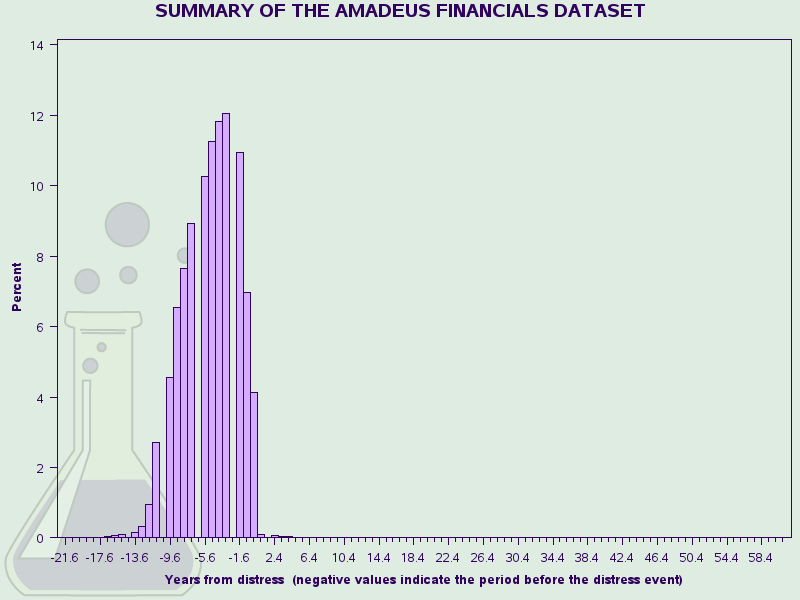 SUMMARY OF THE AMADEUS FINANCIALS DATASET
14
12
10
8
6
4
2
0
Percent
-21.6 -17.6 -13.6 -9.6 -5.6 -1.6 2.4 6.4 10.4 14.4 18.4 22.4 26.4 30.4 34.4 38.4 42.4 46.4 50.4 54.4 58.4
Years from distress (negative values indicate the period before the distress event)